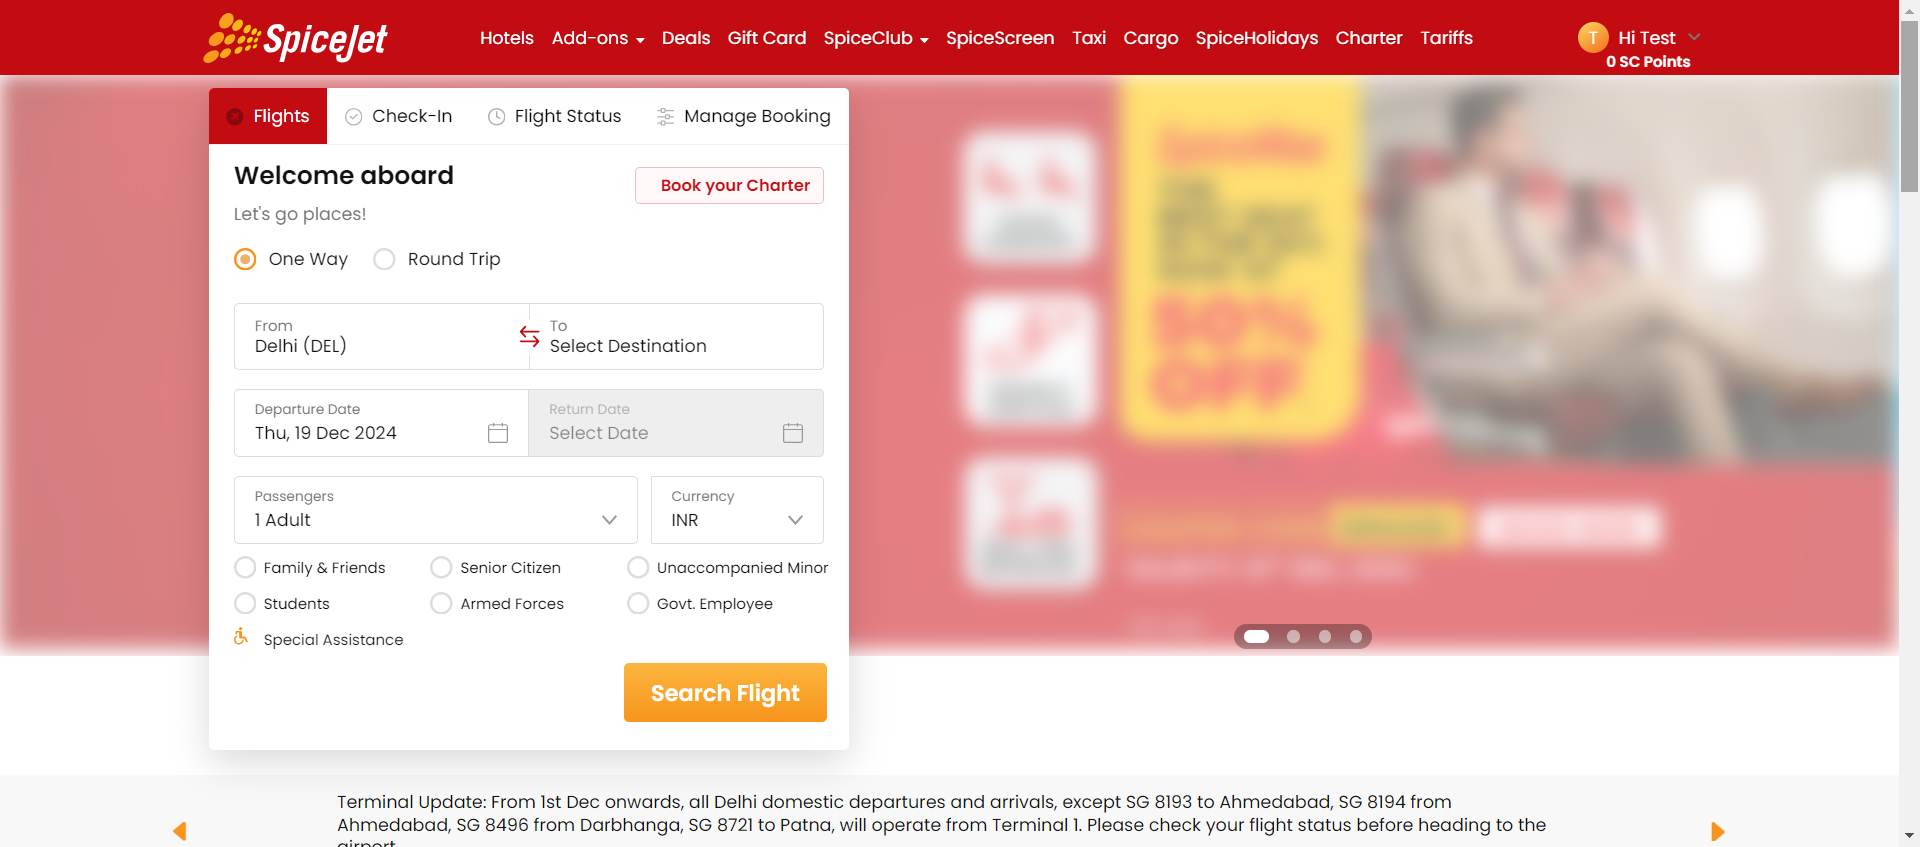 SpiceJet
Hotels Add-ons Deals Gift Card SpiceClub SpiceScreen Taxi Cargo SpiceHolidays Charter Tariffs
T Hi Test
0 SC Points
Flights Check-In Flight Status Manage Booking
Welcome aboard
Book your Charter
Let's go places!
One Way Round Trip
From
Delhi (DEL)
To
Select Destination
Departure Date
Thu, 19 Dec 2024
Return Date
Select Date
Passengers
1 Adult
Currency
INR
Family & Friends Senior Citizen Unaccompanied Minor
Students Armed Forces Govt. Employee
Special Assistance
Search Flight
50%
OFF
Terminal Update: From 1st Dec onwards, all Delhi domestic departures and arrivals, except SG 8193 to Ahmedabad, SG 8194 from
Ahmedabad, SG 8496 from Darbhanga, SG 8721 to Patna, will operate from Terminal 1. Please check your flight status before heading to the
airport